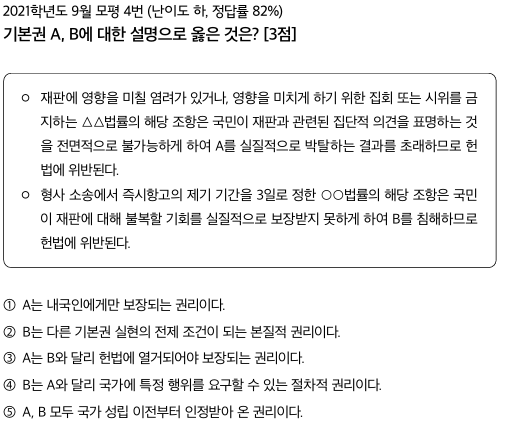 2021학년도 9월 모평 4번 (난이도 하, 정답률 82%)
기본권 A, B에 대한 설명으로 옳은 것은? [3점]
○ 재판에 영향을 미칠 염려가 있거나, 영향을 미치게 하기 위한 집회 또는 시위를 금
지하는 △△법률의 해당 조항은 국민이 재판과 관련된 집단적 의견을 표명하는 것
을 전면적으로 불가능하게 하여 A를 실질적으로 박탈하는 결과를 초래하므로 헌
법에 위반된다.
○ 형사 소송에서 즉시항고의 제기 기간을 3일로 정한 ○○법률의 해당 조항은 국민
이 재판에 대해 불복할 기회를 실질적으로 보장받지 못하게 하여 B를 침해하므로
헌법에 위반된다.
① A는 내국인에게만 보장되는 권리이다.
② B는 다른 기본권 실현의 전제 조건이 되는 본질적 권리이다.
③ A는 B와 달리 헌법에 열거되어야 보장되는 권리이다.
④ B는 A와 달리 국가에 특정 행위를 요구할 수 있는 절차적 권리이다.
⑤ A, B 모두 국가 성립 이전부터 인정받아 온 권리이다.